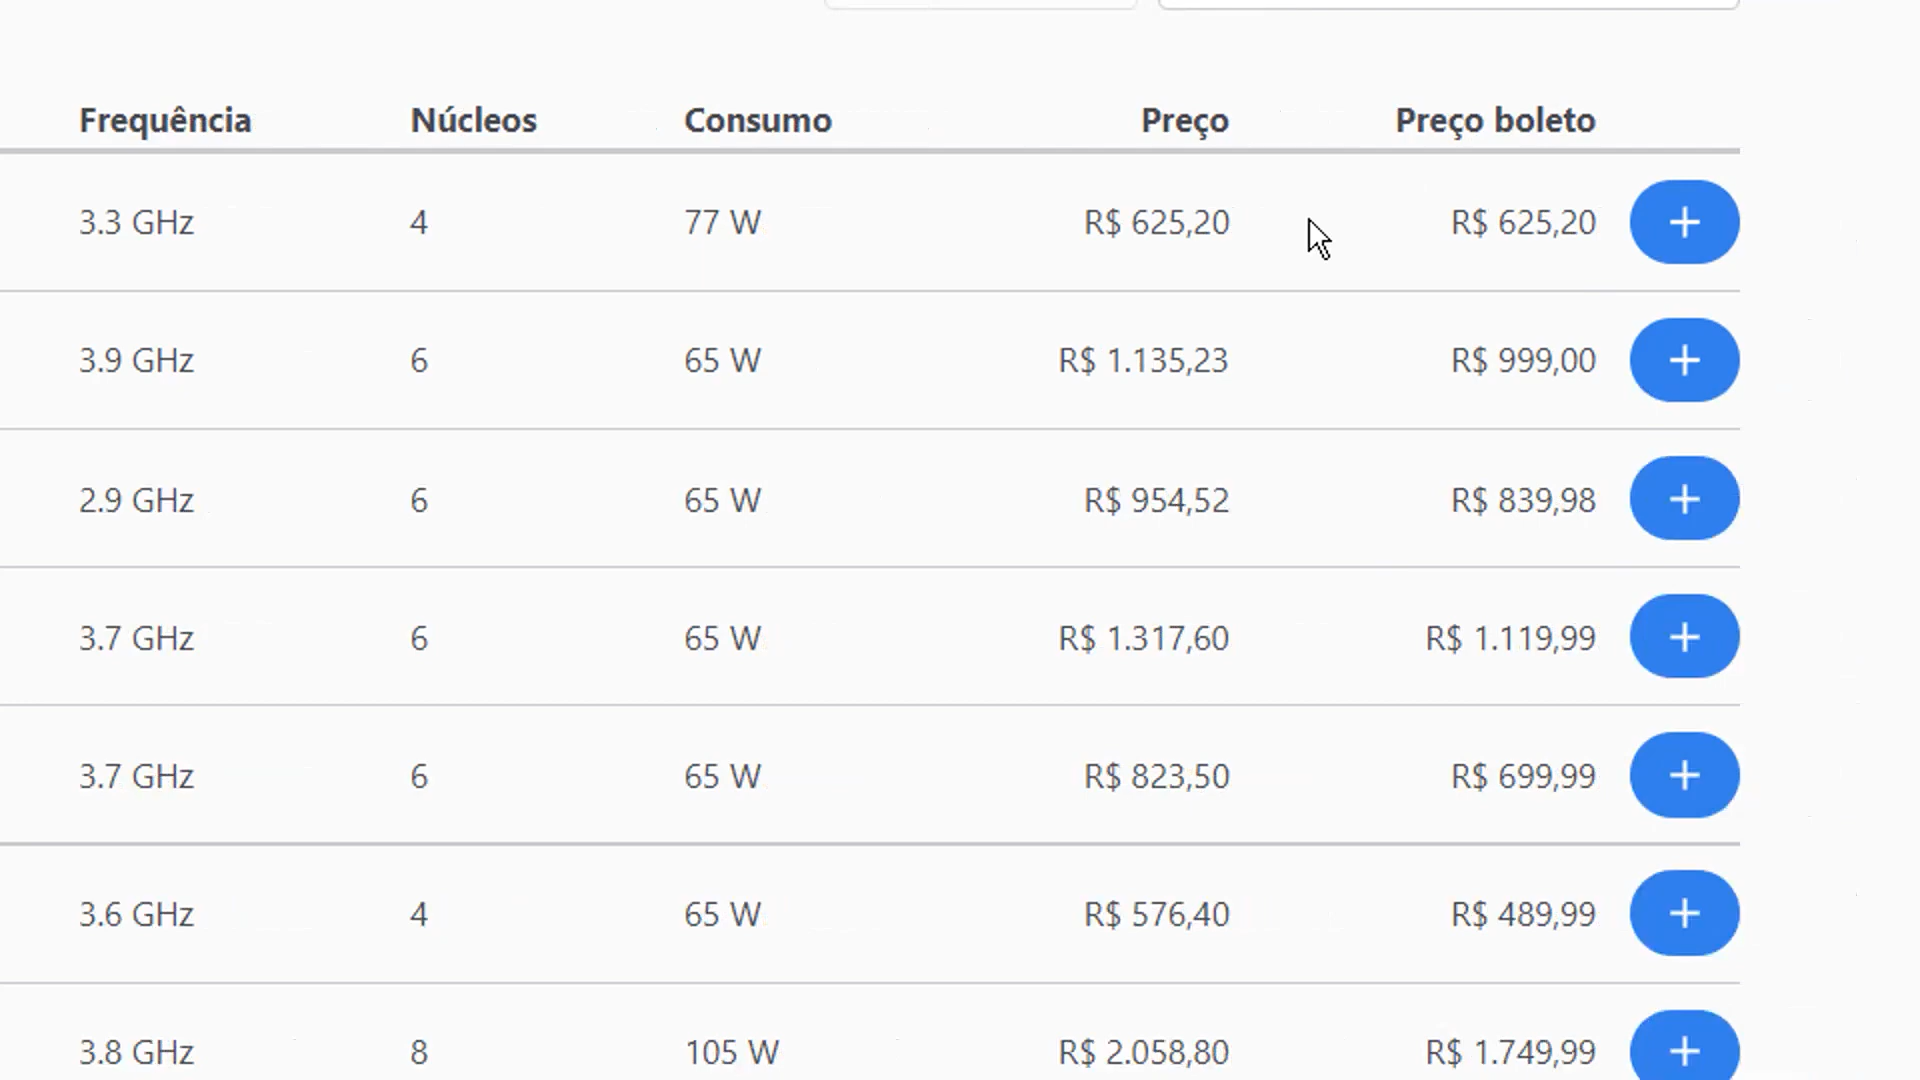 Frequência Núcleos Consumo Preço Preço boleto
3.3 GHz 4 77 W R$ 625,20 R$ 625,20 +
3.9 GHz 6 65 W R$ 1.135,23 R$ 999,00 +
2.9 GHz 6 65 W R$ 954,52 R$ 839,98 +
3.7 GHz 6 65 W R$ 1.317,60 R$ 1.119,99 +
3.7 GHz 6 65 W R$ 823,50 R$ 699,99 +
3.6 GHz 4 65 W R$ 576,40 R$ 489,99 +
3.8 GHz 8 105 W R$ 2.058,80 R$ 1.749,99 +